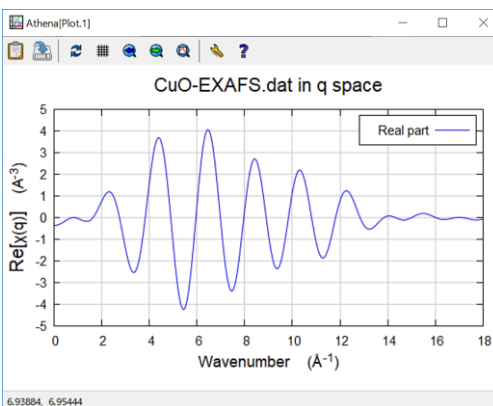 Athena[Plot.1]
CuO-EXAFS.dat in q space
Real part
Re[χ(q)] (A⁻³)
5
4
3
2
1
0
-1
-2
-3
-4
-5
0 2 4 6 8 10 12 14 16 18
Wavenumber (Å⁻¹)
6.93884, 6.95444